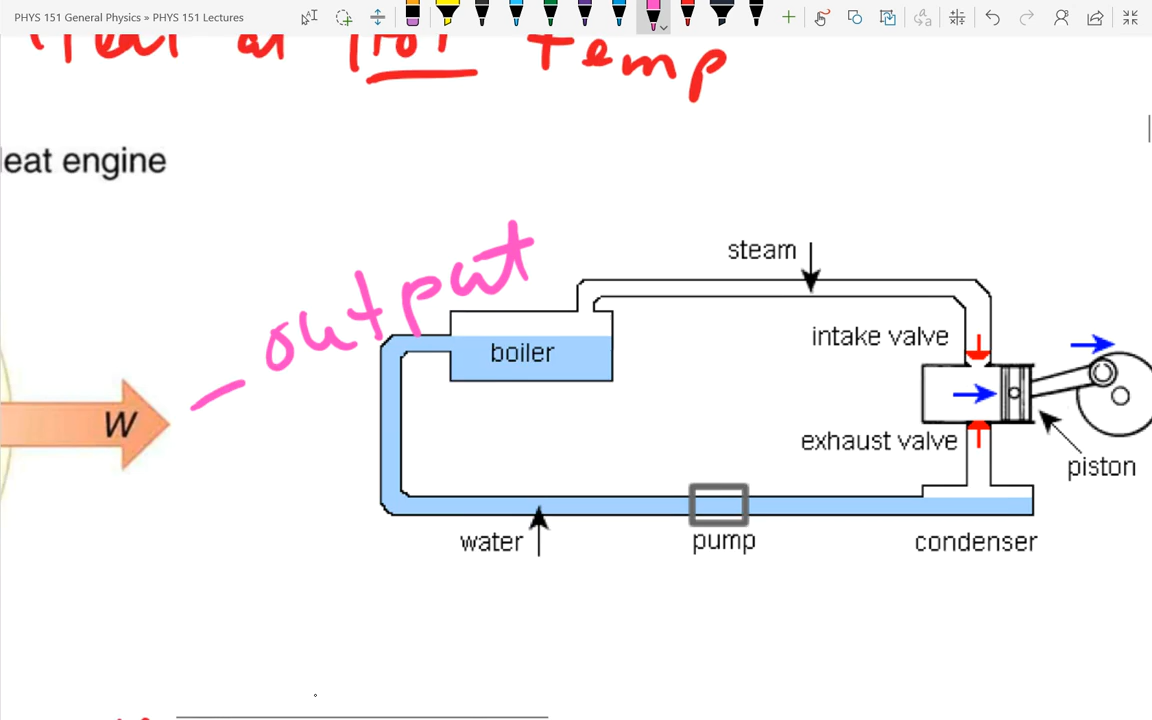 PHYS 151 General Physics » PHYS 151 Lectures
Heat at Hot temp
eat engine
output
steam
boiler
intake valve
W
exhaust valve
piston
water
pump
condenser